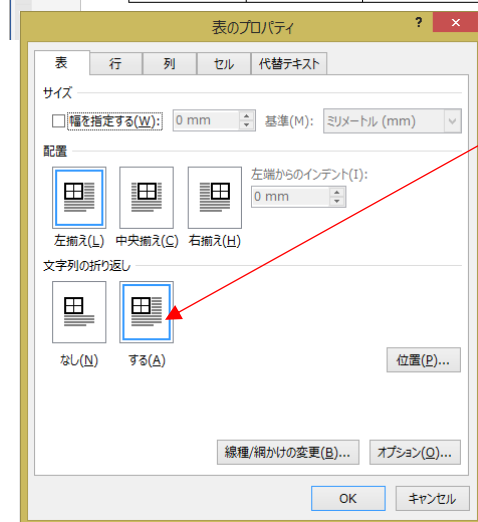 表のプロパティ ? ×
表 行 列 セル 代替テキスト
サイズ
幅を指定する(W): 0 mm 基準(M): ミリメートル (mm)
配置
左端からのインデント(I):
0 mm
左揃え(L) 中央揃え(C) 右揃え(H)
文字列の折り返し
なし(N) する(A) 位置(P)...
線種/網かけの変更(B)... オプション(O)...
OK キャンセル